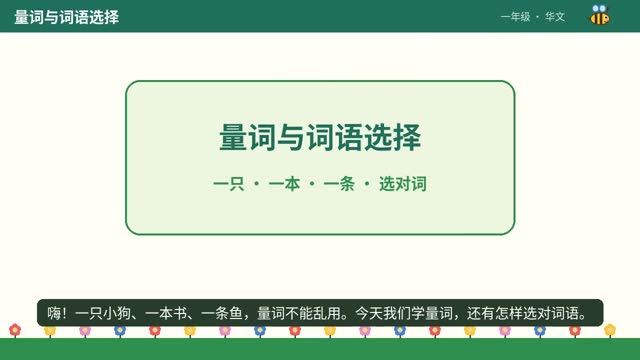 量词与词语选择
一年级 · 华文
量词与词语选择
一只 · 一本 · 一条 · 选对词
嗨！一只小狗、一本书、一条鱼，量词不能乱用。今天我们学量词，还有怎样选对词语。